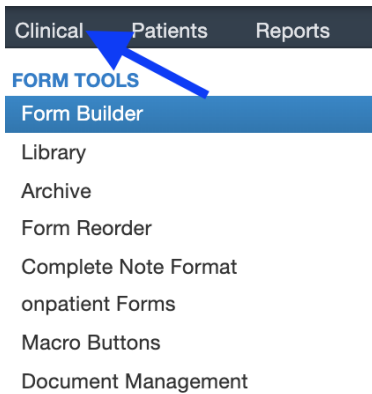 Clinical Patients Reports
FORM TOOLS
Form Builder
Library
Archive
Form Reorder
Complete Note Format
onpatient Forms
Macro Buttons
Document Management